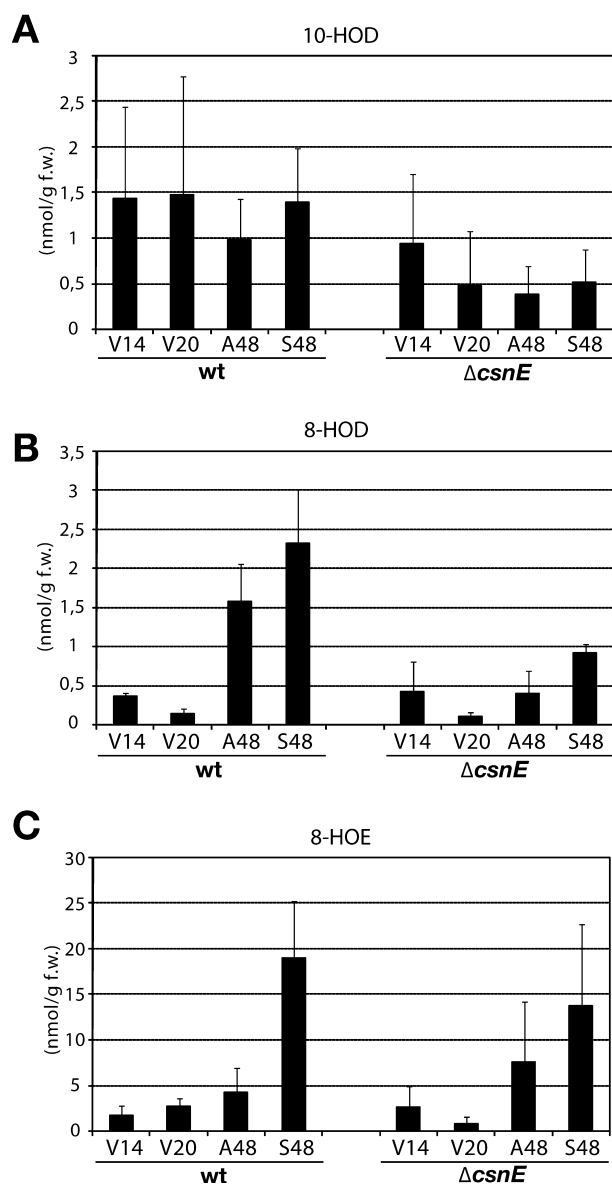 A
10-HOD
(nmol/g f.w.)
3
2,5
2
1,5
1
0,5
0
V14 V20 A48 S48 V14 V20 A48 S48
wt ΔcsnE
B
8-HOD
(nmol/g f.w.)
3,5
3
2,5
2
1,5
1
0,5
0
V14 V20 A48 S48 V14 V20 A48 S48
wt ΔcsnE
C
8-HOE
(nmol/g f.w.)
30
25
20
15
10
5
0
V14 V20 A48 S48 V14 V20 A48 S48
wt ΔcsnE